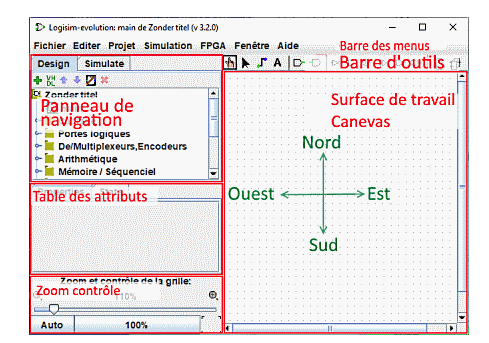 Logisim-evolution: main de Zonder titel (v 3.2.0)
Fichier Editer Projet Simulation FPGA Fenêtre Aide
Barre des menus
Design Simulate
Barre d'outils
Zonder titel
Panneau de
navigation
Portes logiques
De/Multiplexeurs,Encodeurs
Arithmétique
Mémoire / Séquenciel
Surface de travail
Canevas
Nord
Ouest
Est
Sud
Properties
Table des attributs
Zoom et contrôle de la grille:
Zoom contrôle
110%
Auto 100%